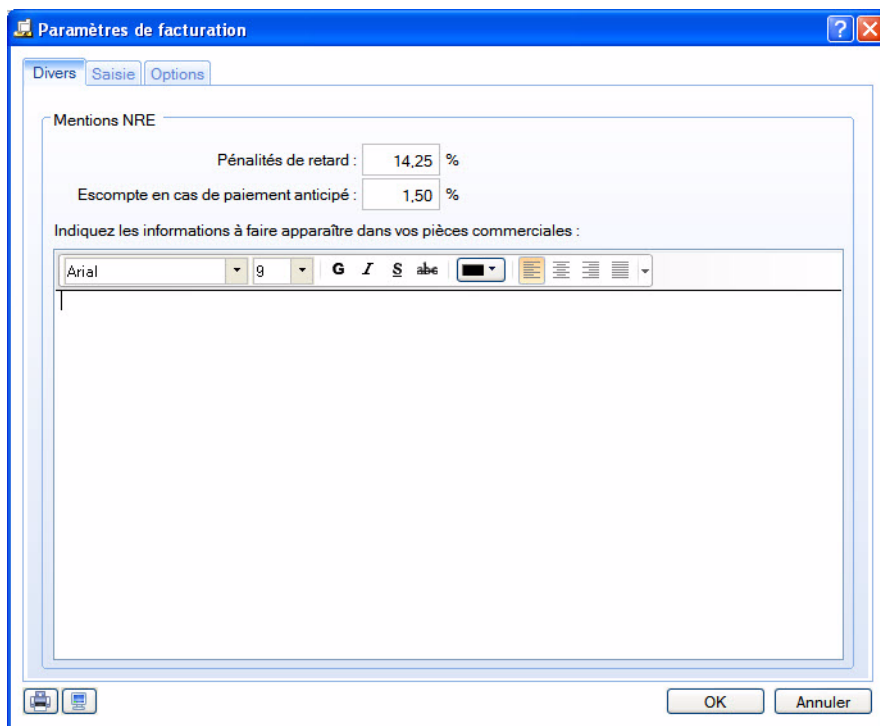 Paramètres de facturation
Divers Saisie Options
Mentions NRE
Pénalités de retard : 14,25 %
Escompte en cas de paiement anticipé : 1,50 %
Indiquez les informations à faire apparaître dans vos pièces commerciales :
Arial 9 G I S abc
OK Annuler